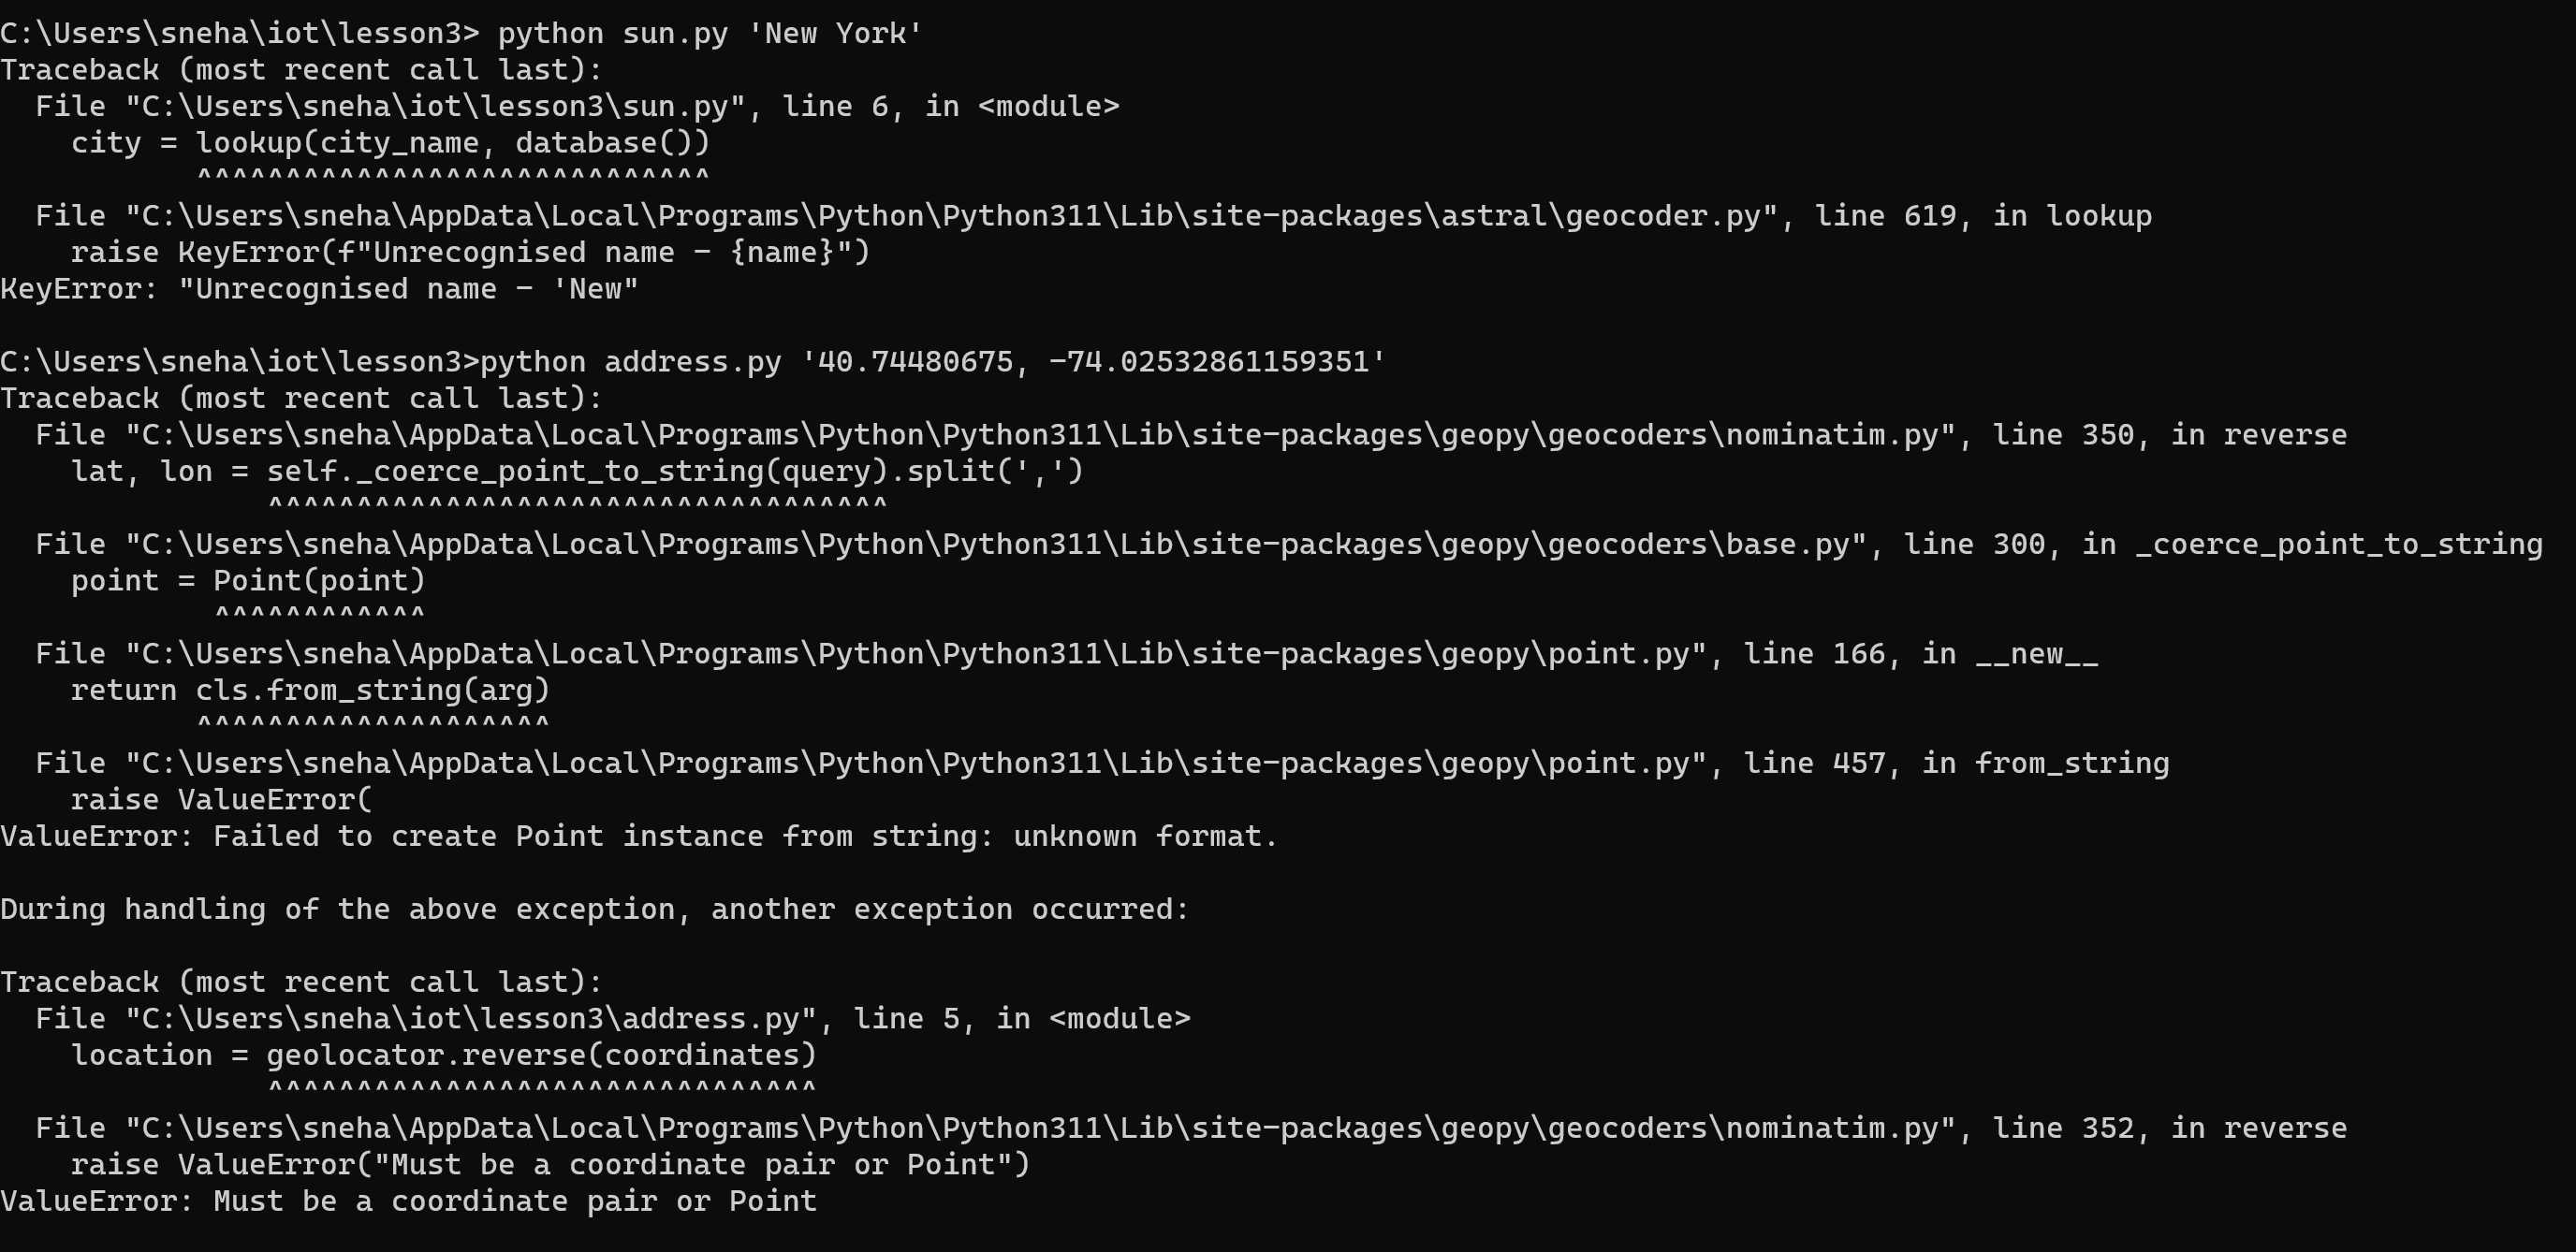 C:\Users\sneha\iot\lesson3> python sun.py 'New York'
Traceback (most recent call last):
  File "C:\Users\sneha\iot\lesson3\sun.py", line 6, in <module>
    city = lookup(city_name, database())
           ^^^^^^^^^^^^^^^^^^^^^^^^^^^^^
  File "C:\Users\sneha\AppData\Local\Programs\Python\Python311\Lib\site-packages\astral\geocoder.py", line 619, in lookup
    raise KeyError(f"Unrecognised name - {name}")
KeyError: "Unrecognised name - 'New"

C:\Users\sneha\iot\lesson3>python address.py '40.74480675, -74.02532861159351'
Traceback (most recent call last):
  File "C:\Users\sneha\AppData\Local\Programs\Python\Python311\Lib\site-packages\geopy\geocoders\nominatim.py", line 350, in reverse
    lat, lon = self._coerce_point_to_string(query).split(',')
               ^^^^^^^^^^^^^^^^^^^^^^^^^^^^^^^^^^^
  File "C:\Users\sneha\AppData\Local\Programs\Python\Python311\Lib\site-packages\geopy\geocoders\base.py", line 300, in _coerce_point_to_string
    point = Point(point)
            ^^^^^^^^^^^^
  File "C:\Users\sneha\AppData\Local\Programs\Python\Python311\Lib\site-packages\geopy\point.py", line 166, in __new__
    return cls.from_string(arg)
           ^^^^^^^^^^^^^^^^^^^^
  File "C:\Users\sneha\AppData\Local\Programs\Python\Python311\Lib\site-packages\geopy\point.py", line 457, in from_string
    raise ValueError(
ValueError: Failed to create Point instance from string: unknown format.

During handling of the above exception, another exception occurred:

Traceback (most recent call last):
  File "C:\Users\sneha\iot\lesson3\address.py", line 5, in <module>
    location = geolocator.reverse(coordinates)
               ^^^^^^^^^^^^^^^^^^^^^^^^^^^^^^^
  File "C:\Users\sneha\AppData\Local\Programs\Python\Python311\Lib\site-packages\geopy\geocoders\nominatim.py", line 352, in reverse
    raise ValueError("Must be a coordinate pair or Point")
ValueError: Must be a coordinate pair or Point